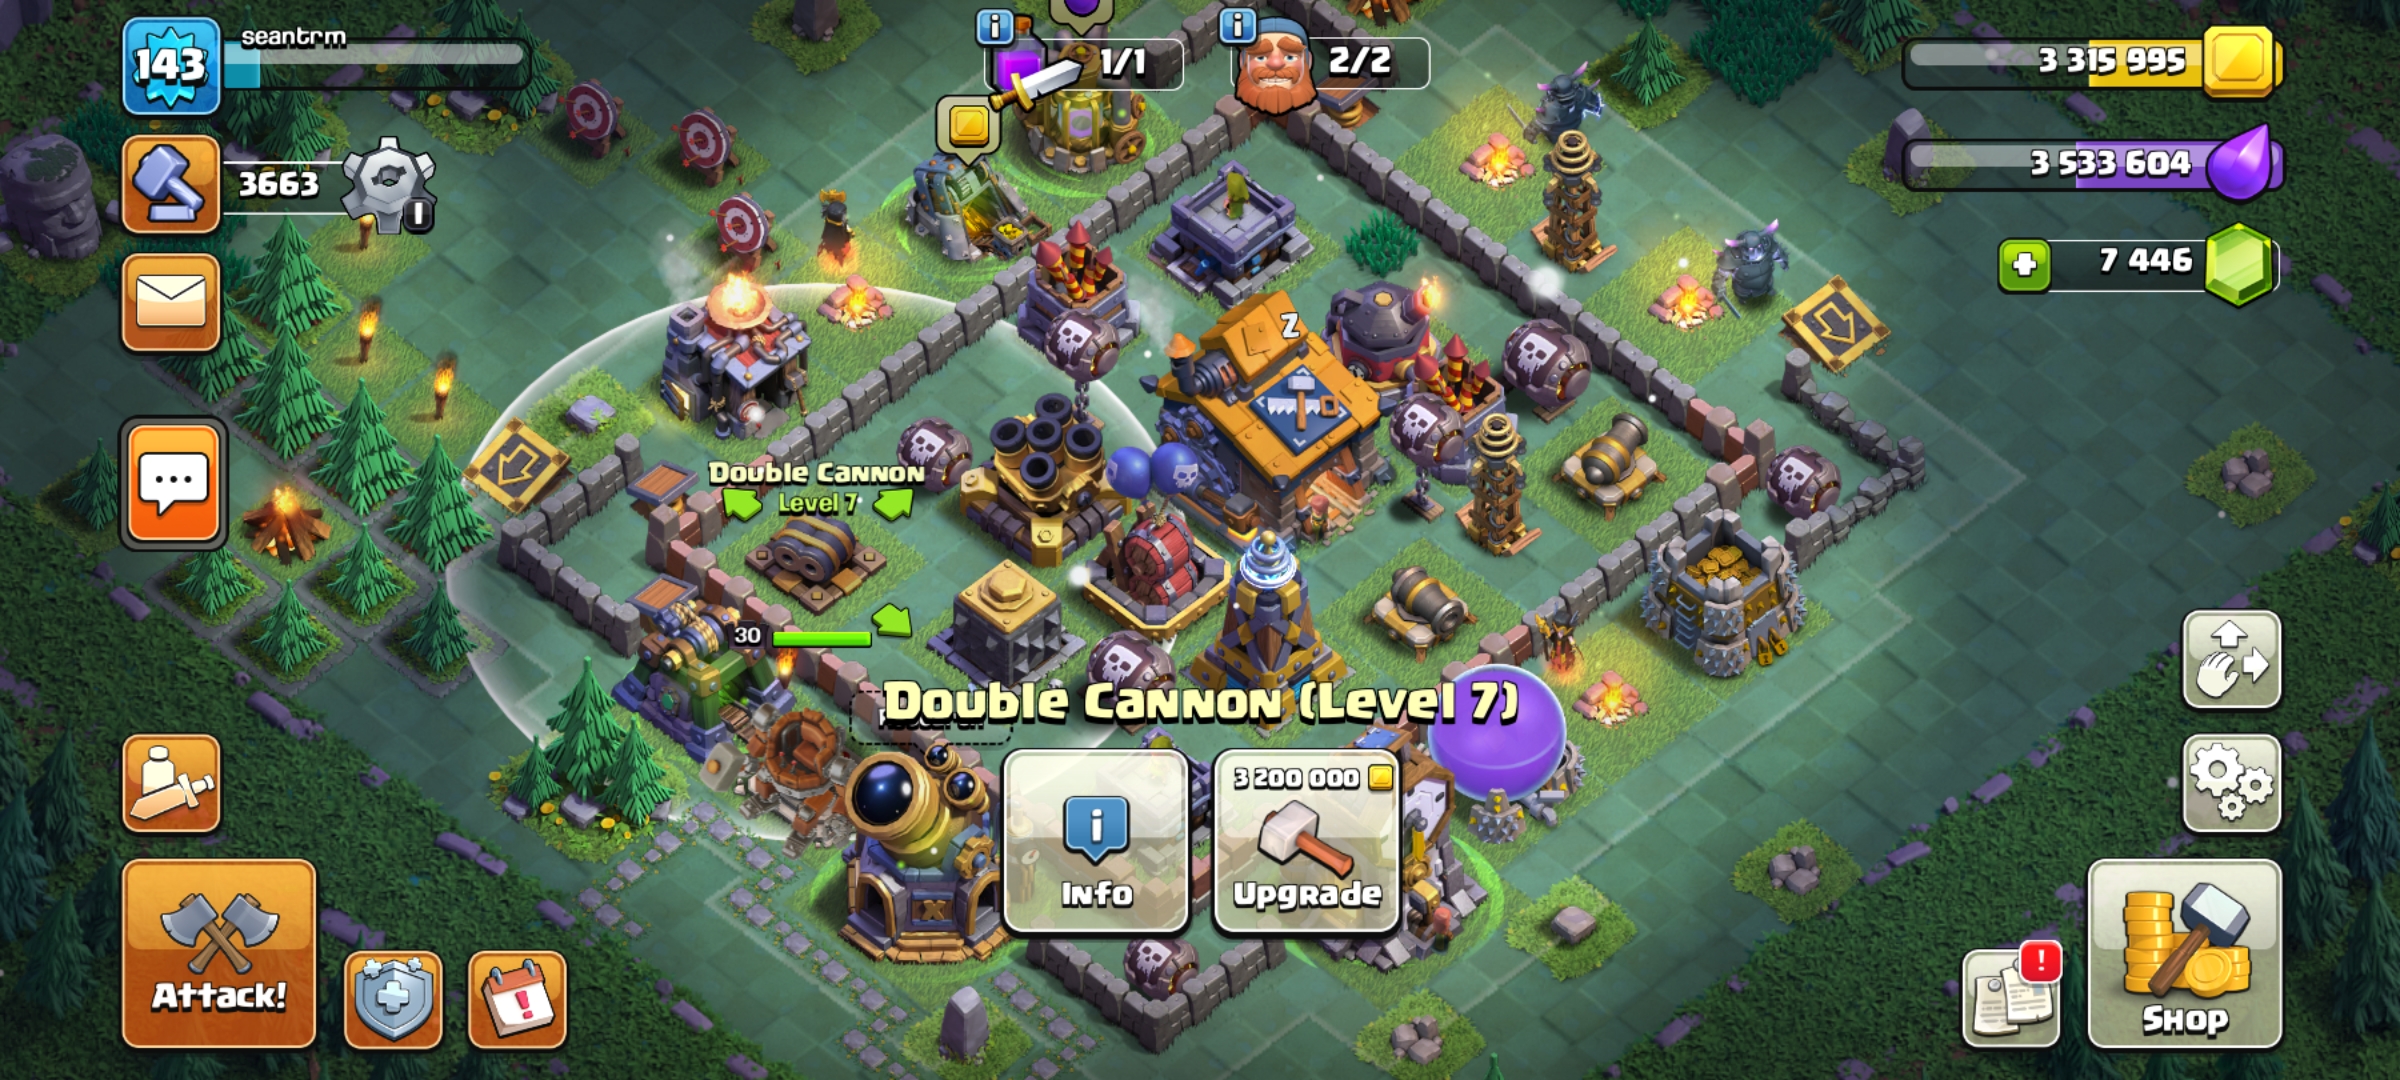 143
seantrm
1/1
2/2
3 315 995
3663
3 533 604
7 446
Z
Double Cannon
Level 7
30
Double Cannon (Level 7)
3 200 000
Info
Upgrade
Attack!
Shop